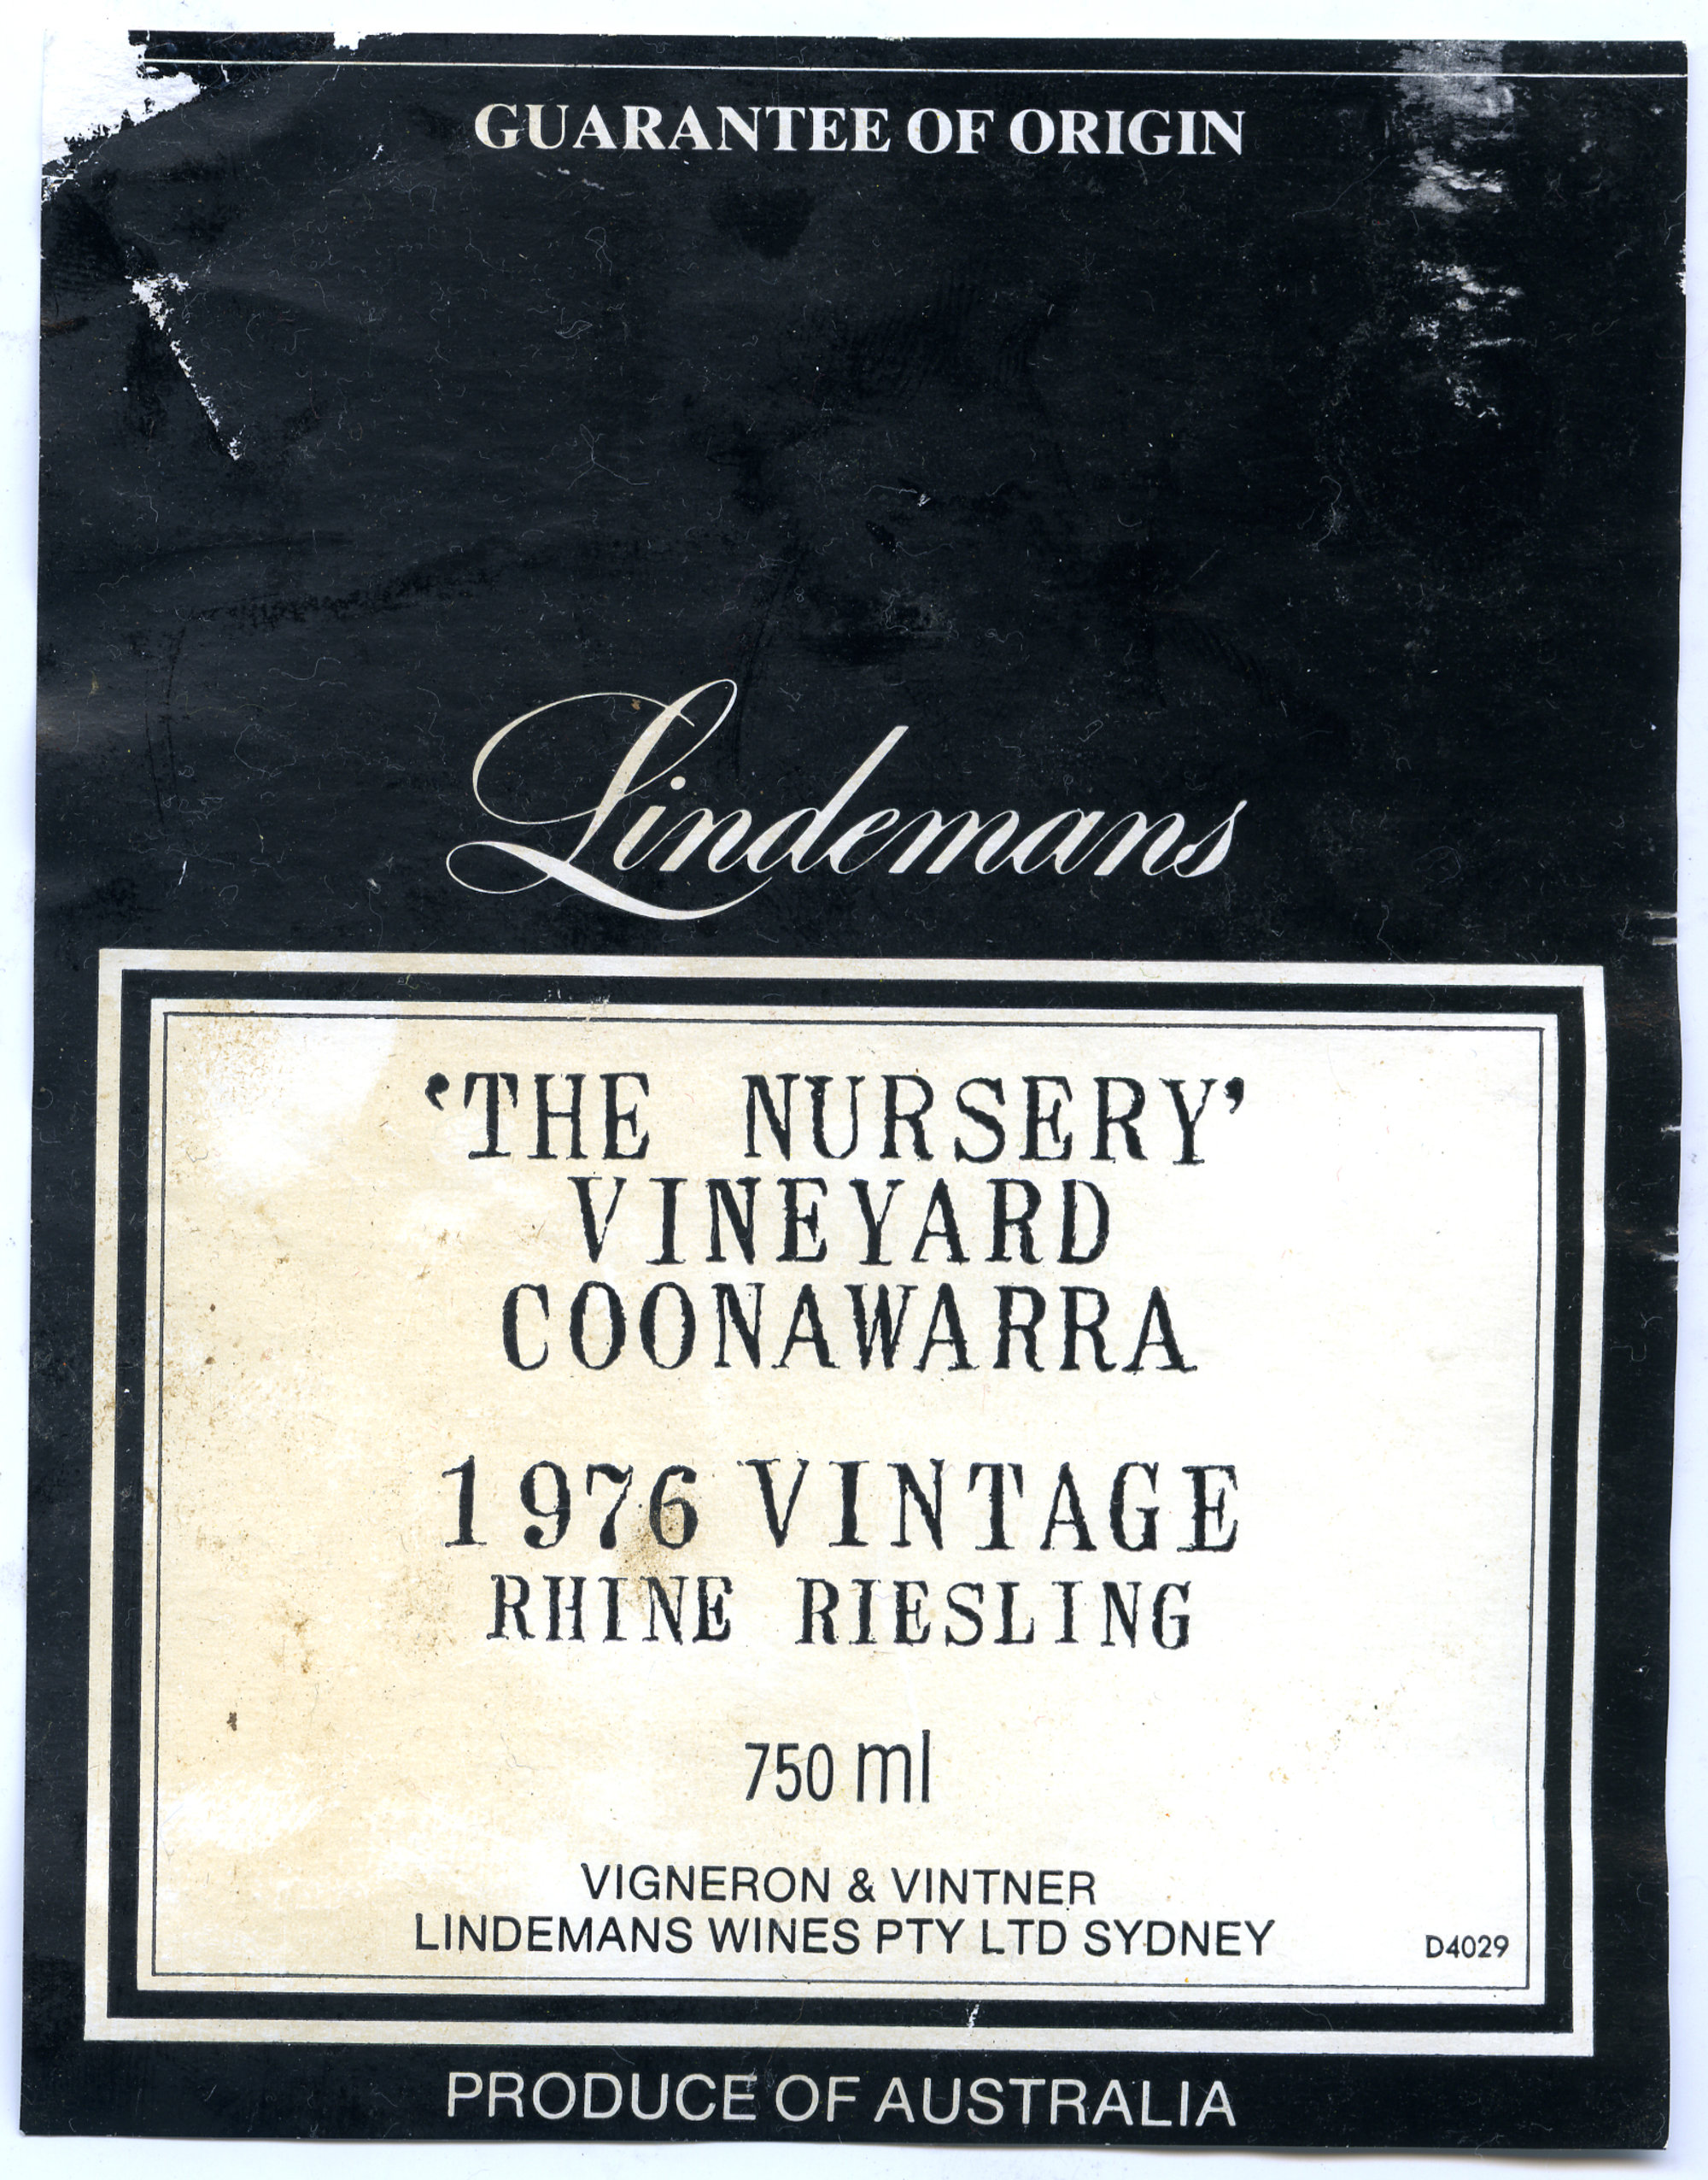 GUARANTEE OF ORIGIN
Lindemans
‘THE NURSERY’
VINEYARD
COONAWARRA
1976 VINTAGE
RHINE RIESLING
750 ml
VIGNERON & VINTNER
LINDEMANS WINES PTY LTD SYDNEY
D4029
PRODUCE OF AUSTRALIA